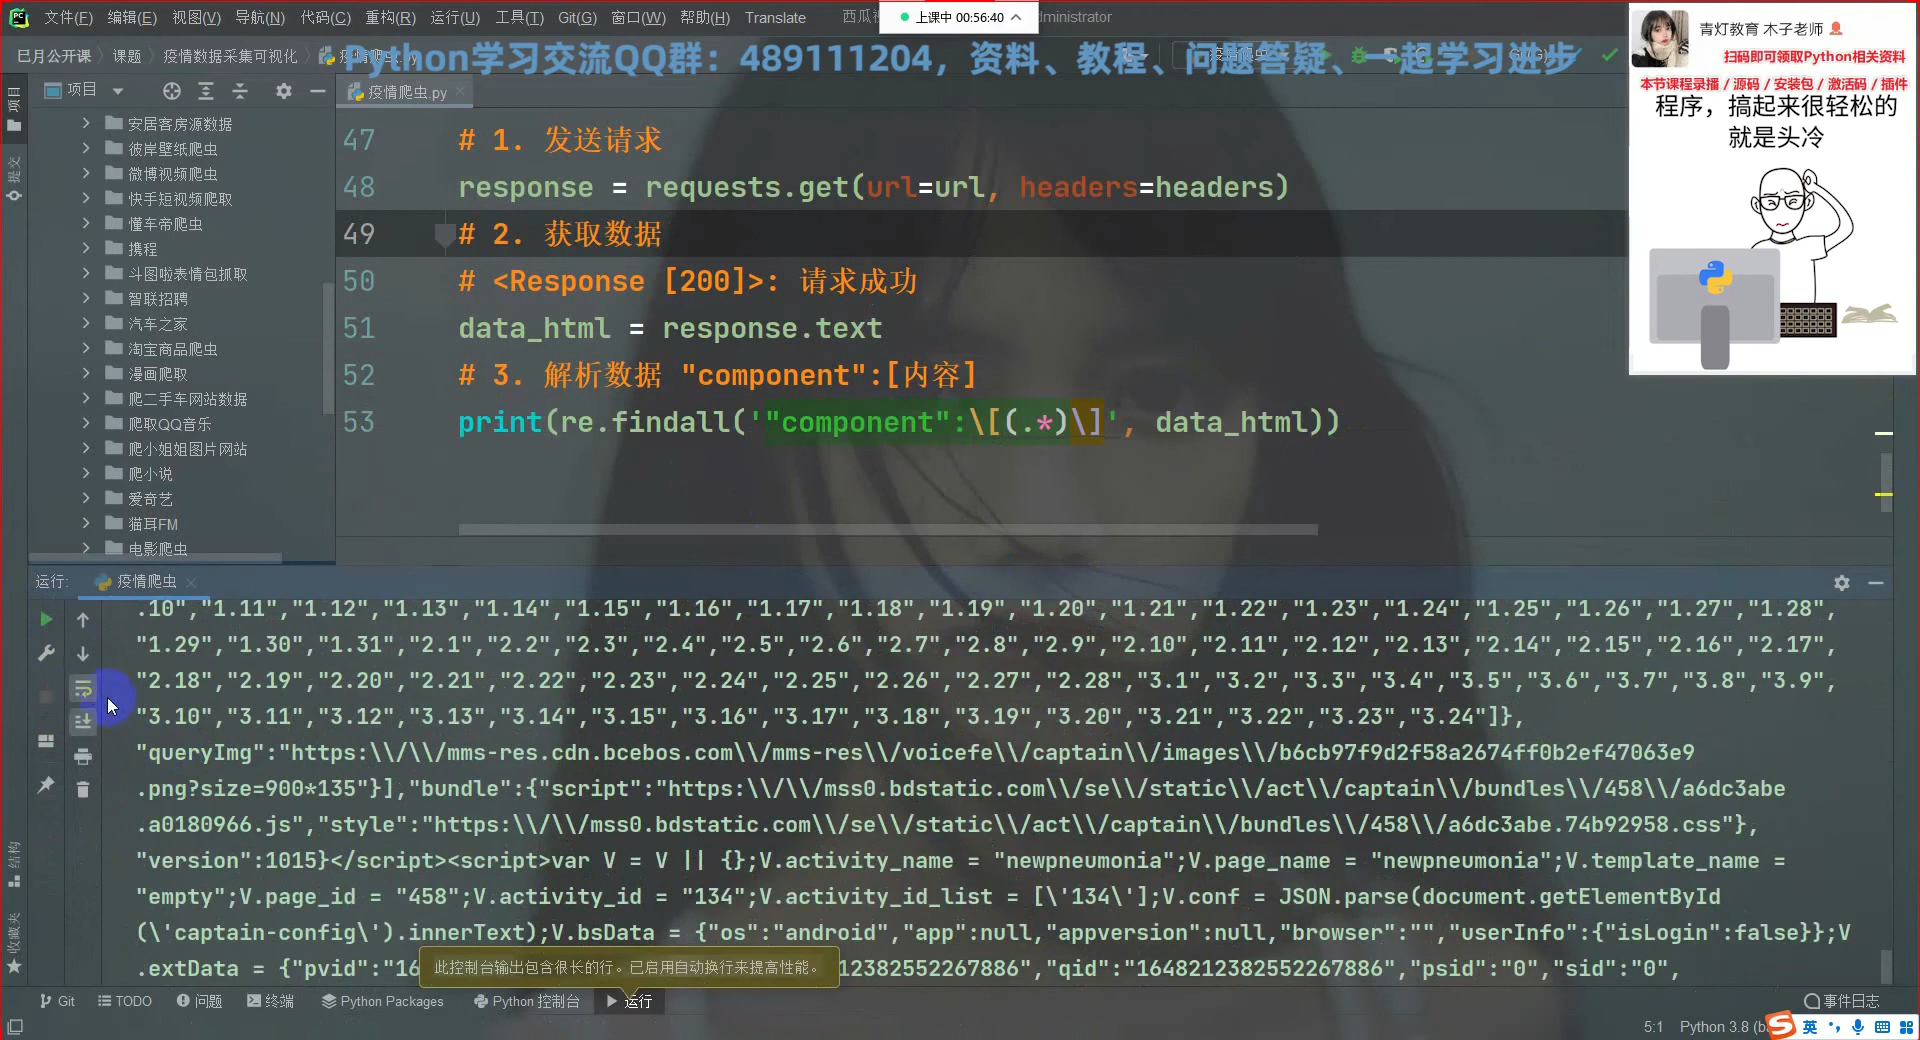 文件(F) 编辑(E) 视图(V) 导航(N) 代码(C) 重构(R) 运行(U) 工具(T) Git(G) 窗口(W) 帮助(H) Translate
上课中 00:56:40
dministrator
青灯教育 木子老师
扫码即可领取Python相关资料
本节课程录播 / 源码 / 安装包 / 激活码 / 插件
程序，搞起来很轻松的
就是头冷
巳月公开课 课题 疫情数据采集可视化
Python学习交流QQ群：489111204，资料、教程、问题答疑、一起学习进步
项目
疫情爬虫.py
项目
提交
安居客房源数据
彼岸壁纸爬虫
微博视频爬虫
快手短视频爬取
懂车帝爬虫
携程
斗图啦表情包抓取
智联招聘
汽车之家
淘宝商品爬虫
漫画爬取
爬二手车网站数据
爬取QQ音乐
爬小姐姐图片网站
爬小说
爱奇艺
猫耳FM
电影爬虫
47 # 1. 发送请求
48 response = requests.get(url=url, headers=headers)
49 # 2. 获取数据
50 # <Response [200]>: 请求成功
51 data_html = response.text
52 # 3. 解析数据 "component":[内容]
53 print(re.findall('"component":\[(.*)\]', data_html))
运行: 疫情爬虫
.10","1.11","1.12","1.13","1.14","1.15","1.16","1.17","1.18","1.19","1.20","1.21","1.22","1.23","1.24","1.25","1.26","1.27","1.28",
"1.29","1.30","1.31","2.1","2.2","2.3","2.4","2.5","2.6","2.7","2.8","2.9","2.10","2.11","2.12","2.13","2.14","2.15","2.16","2.17",
"2.18","2.19","2.20","2.21","2.22","2.23","2.24","2.25","2.26","2.27","2.28","3.1","3.2","3.3","3.4","3.5","3.6","3.7","3.8","3.9",
"3.10","3.11","3.12","3.13","3.14","3.15","3.16","3.17","3.18","3.19","3.20","3.21","3.22","3.23","3.24"]},
"queryImg":"https:\\/\\/mms-res.cdn.bcebos.com\\/mms-res\\/voicefe\\/captain\\/images\\/b6cb97f9d2f58a2674ff0b2ef47063e9
.png?size=900*135"}],"bundle":{"script":"https:\\/\\/mss0.bdstatic.com\\/se\\/static\\/act\\/captain\\/bundles\\/458\\/a6dc3abe
.a0180966.js","style":"https:\\/\\/mss0.bdstatic.com\\/se\\/static\\/act\\/captain\\/bundles\\/458\\/a6dc3abe.74b92958.css"},
"version":1015}</script><script>var V = V || {};V.activity_name = "newpneumonia";V.page_name = "newpneumonia";V.template_name =
"empty";V.page_id = "458";V.activity_id = "134";V.activity_id_list = [\'134\'];V.conf = JSON.parse(document.getElementById
(\'captain-config\').innerText);V.bsData = {"os":"android","app":null,"appversion":null,"browser":"","userInfo":{"isLogin":false}};V
.extData = {"pvid":"16 12382552267886","qid":"1648212382552267886","psid":"0","sid":"0",
此控制台输出包含很长的行。已启用自动换行来提高性能。
结构
收藏夹
Git TODO 问题 终端 Python Packages Python 控制台 运行 事件日志
5:1 Python 3.8 英